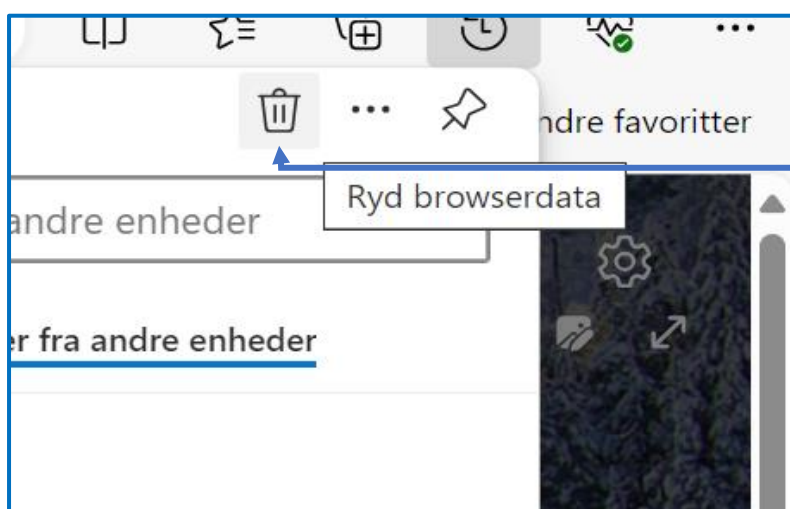 ndre favoritter
Ryd browserdata
andre enheder
er fra andre enheder